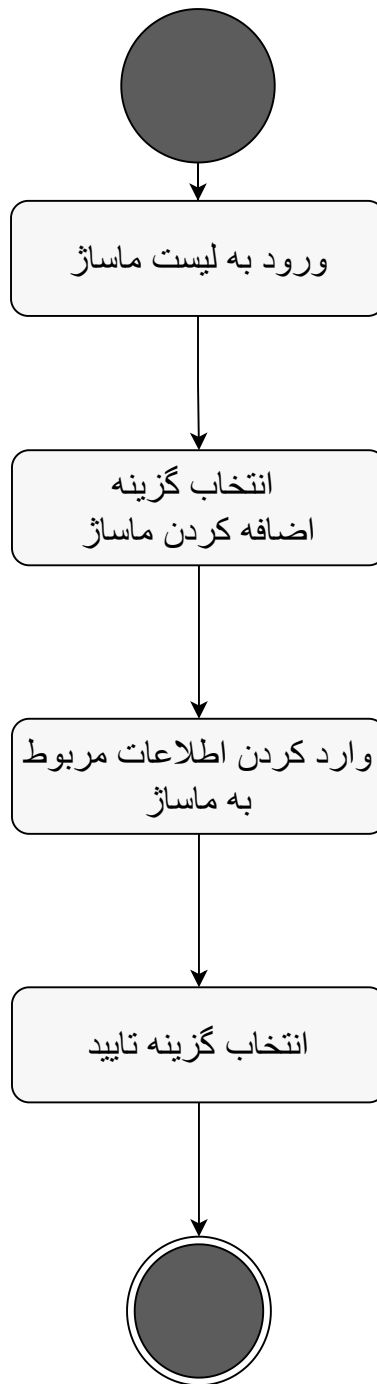 ورود به لیست ماساژ
انتخاب گزینه
اضافه کردن ماساژ
وارد کردن اطلاعات مربوط
به ماساژ
انتخاب گزینه تایید